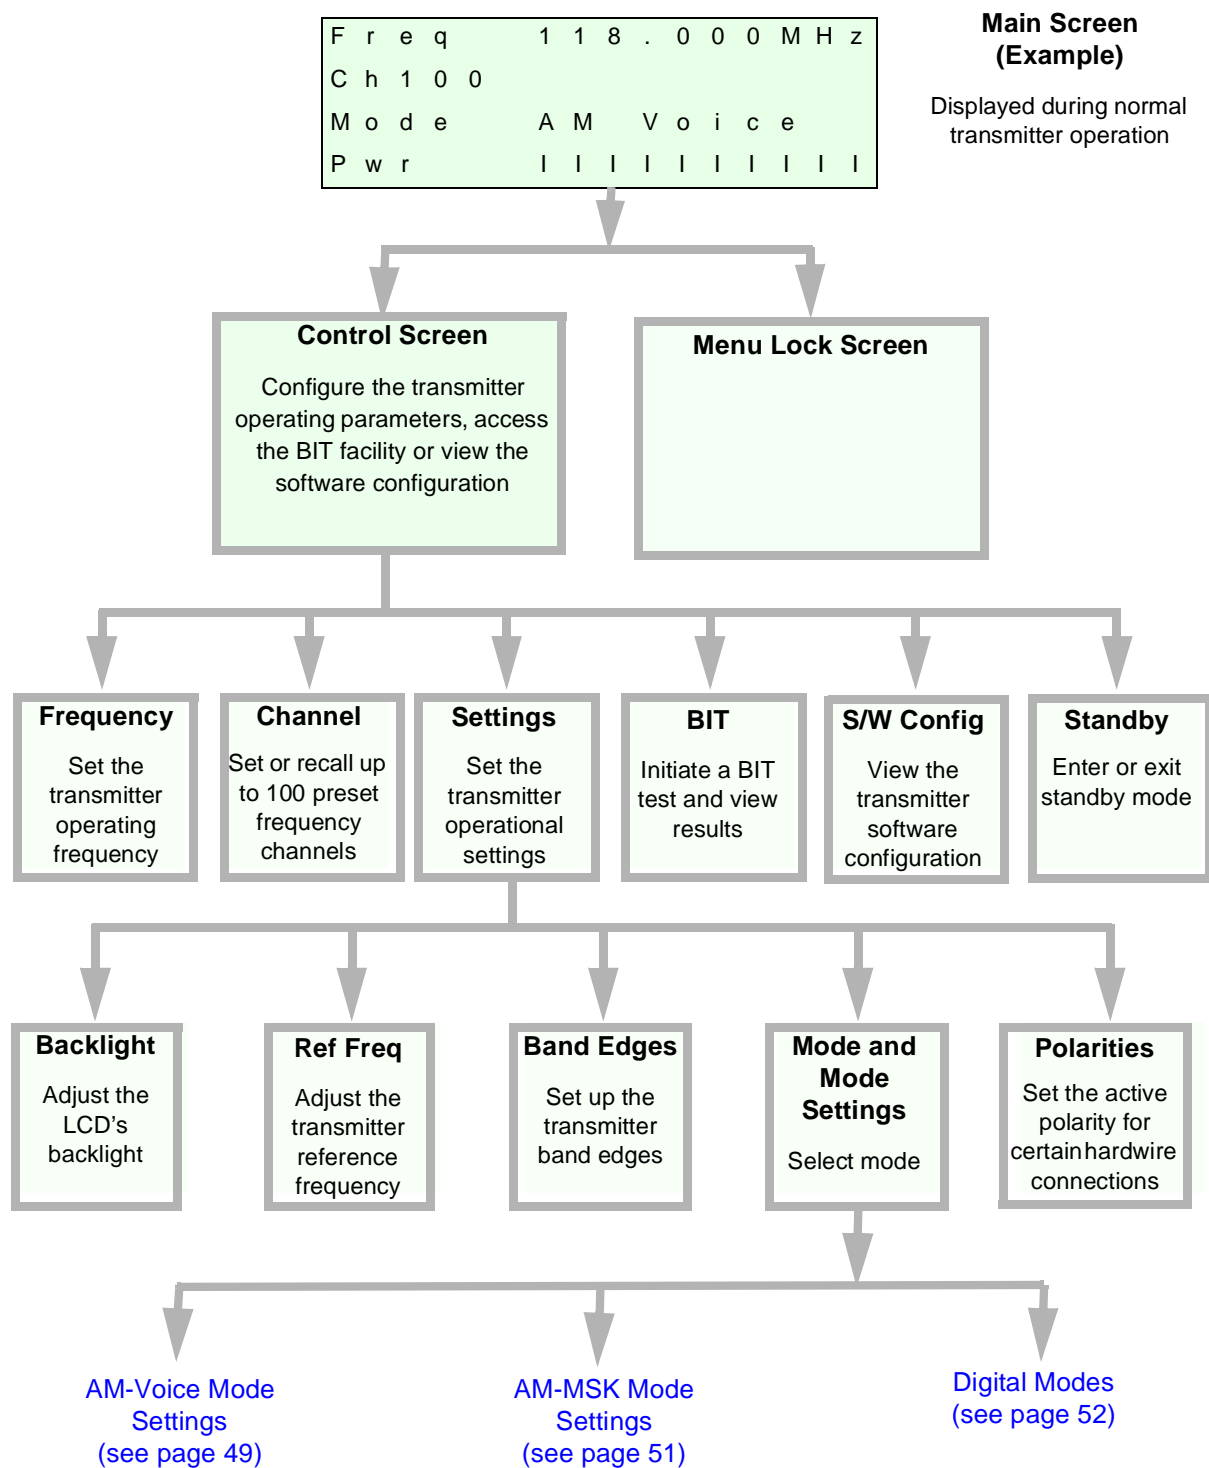 Freq 118.000MHz
Ch100
Mode AM Voice
Pwr IIIIIIIIII
Main Screen
(Example)
Displayed during normal
transmitter operation
Control Screen
Configure the transmitter
operating parameters, access
the BIT facility or view the
software configuration
Menu Lock Screen
Frequency
Set the
transmitter
operating
frequency
Channel
Set or recall up
to 100 preset
frequency
channels
Settings
Set the
transmitter
operational
settings
BIT
Initiate a BIT
test and view
results
S/W Config
View the
transmitter
software
configuration
Standby
Enter or exit
standby mode
Backlight
Adjust the
LCD’s
backlight
Ref Freq
Adjust the
transmitter
reference
frequency
Band Edges
Set up the
transmitter
band edges
Mode and
Mode
Settings
Select mode
Polarities
Set the active
polarity for
certain hardwire
connections
AM-Voice Mode
Settings
(see page 49)
AM-MSK Mode
Settings
(see page 51)
Digital Modes
(see page 52)